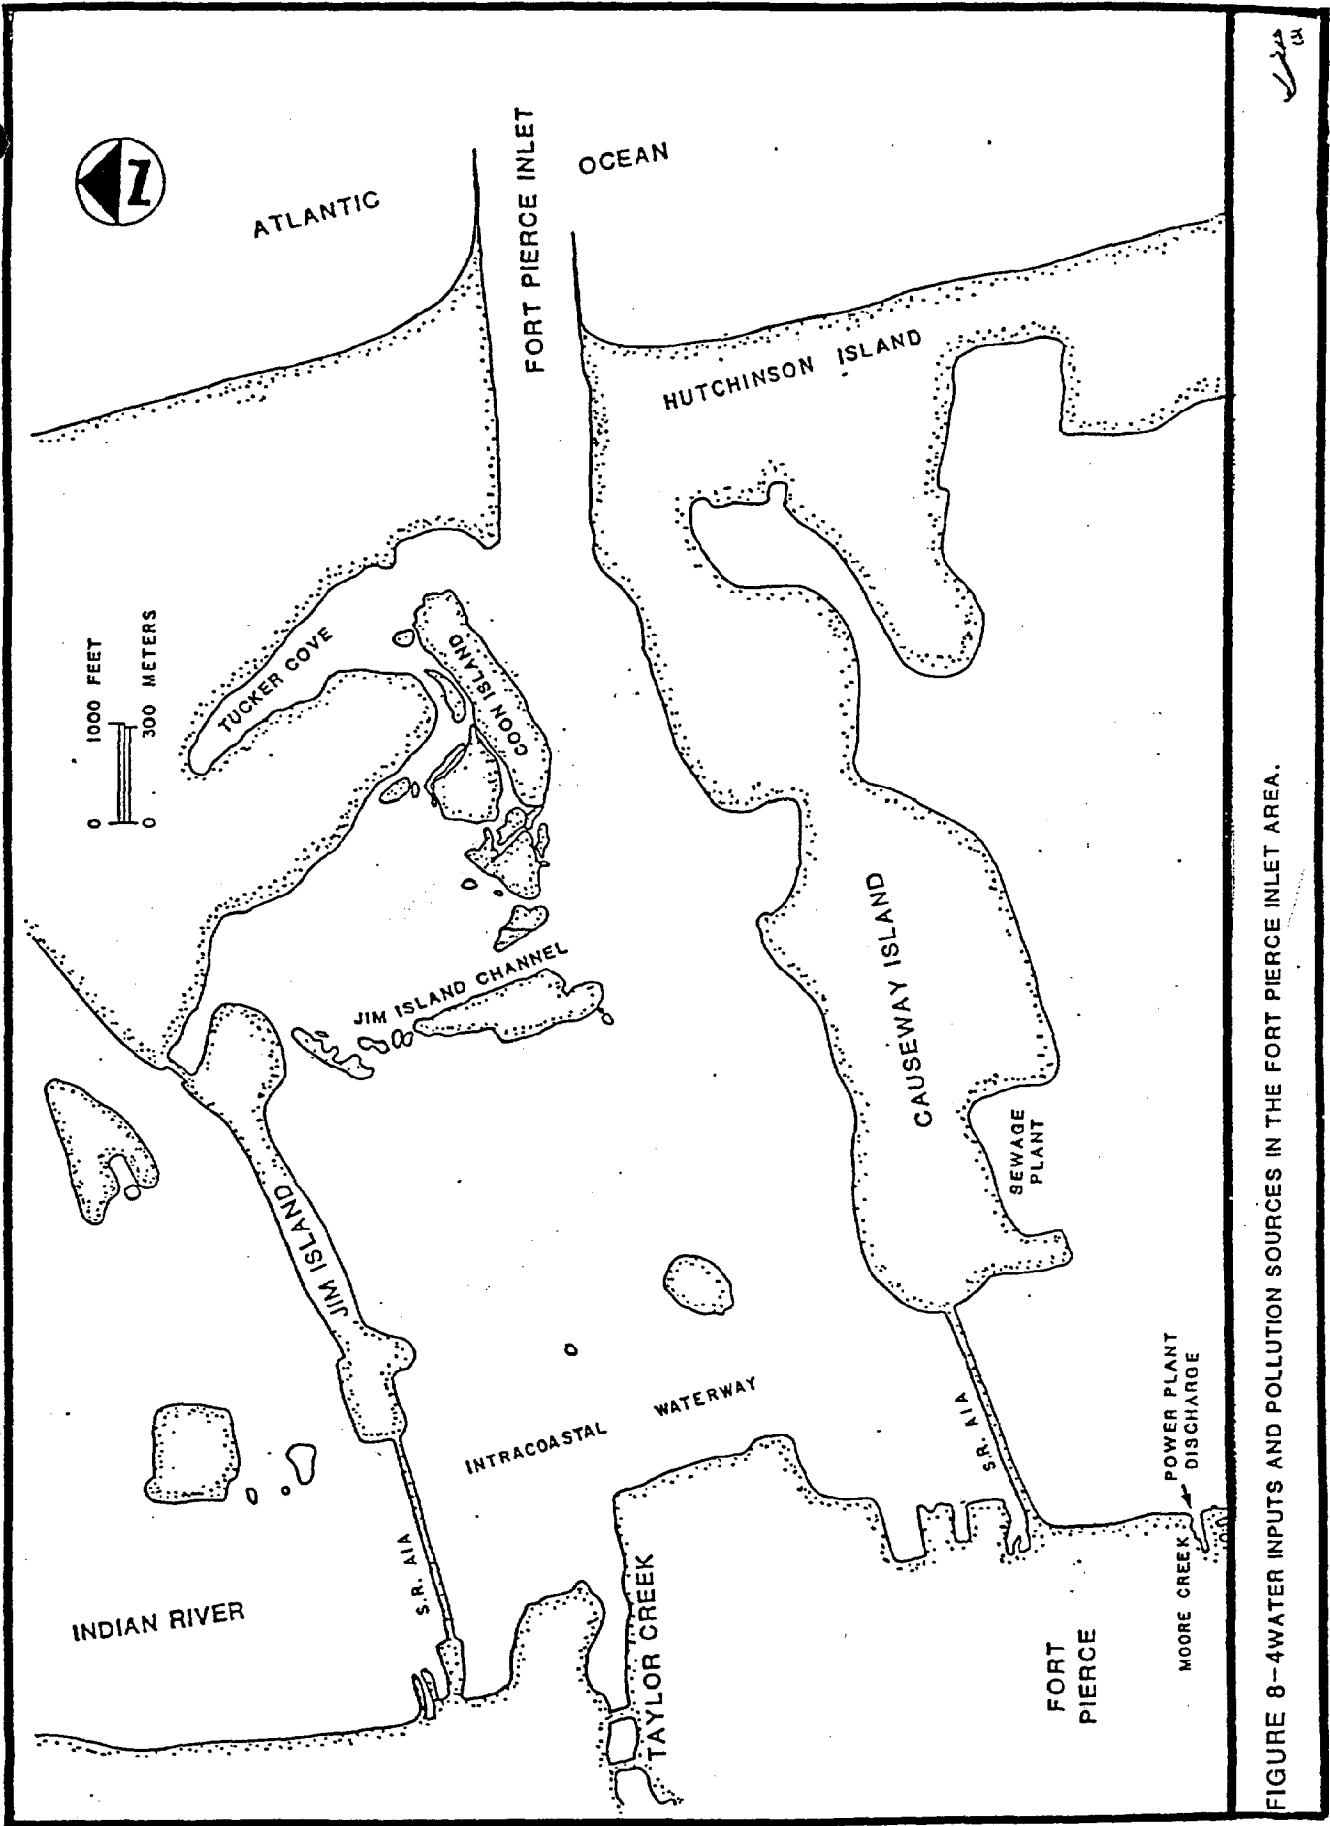 N
ATLANTIC
OCEAN
FORT PIERCE INLET
HUTCHINSON ISLAND
0 1000 FEET
0 300 METERS
TUCKER COVE
COON ISLAND
JIM ISLAND CHANNEL
CAUSEWAY ISLAND
SEWAGE
PLANT
JIM ISLAND
INTRACOASTAL WATERWAY
S.R. A1A
S.R. A1A
POWER PLANT
DISCHARGE
INDIAN RIVER
TAYLOR CREEK
FORT
PIERCE
MOORE CREEK
FIGURE 8-4WATER INPUTS AND POLLUTION SOURCES IN THE FORT PIERCE INLET AREA.